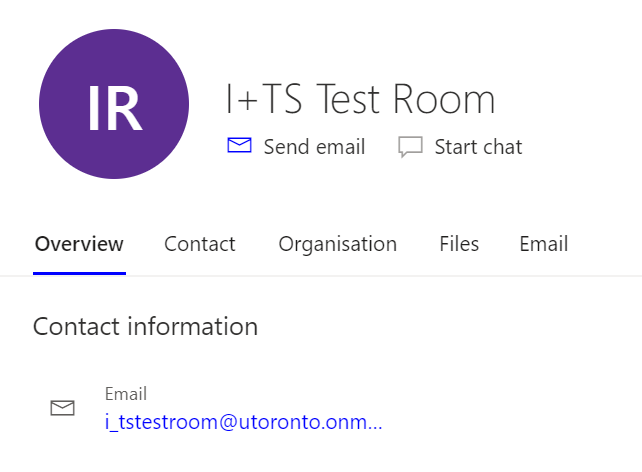 IR
I+TS Test Room
Send email Start chat
Overview Contact Organisation Files Email
Contact information
Email
i_tstestroom@utoronto.onm...